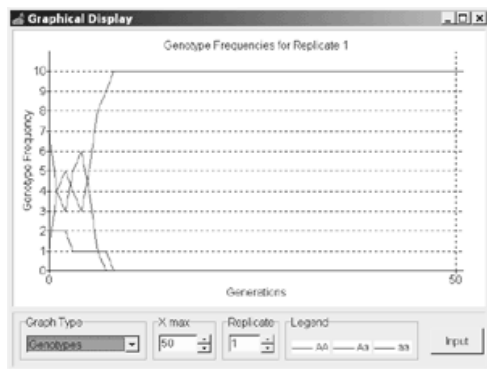 Graphical Display
Genotype Frequencies for Replicate 1
Genotype Frequency
10
9
8
7
6
5
4
3
2
1
0
0
50
Generations
Graph Type
Genotypes
X max
50
Replicate
1
Legend
AA
Aa
aa
Input